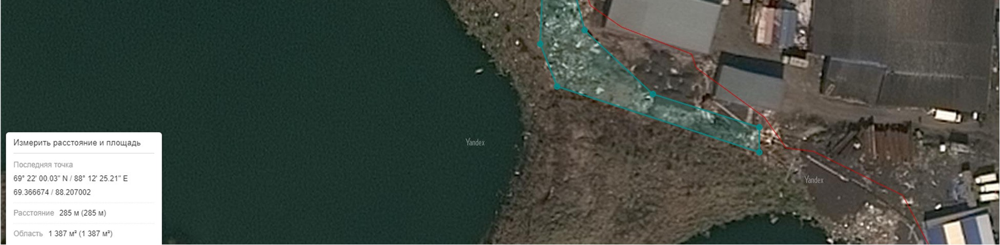 Yandex
Измерить расстояние и площадь
Последняя точка
69° 22' 00.03" N / 88° 12' 25.21" E
69.366674 / 88.207002
Расстояние 285 м (285 м)
Область 1 387 м² (1 387 м²)
Yandex